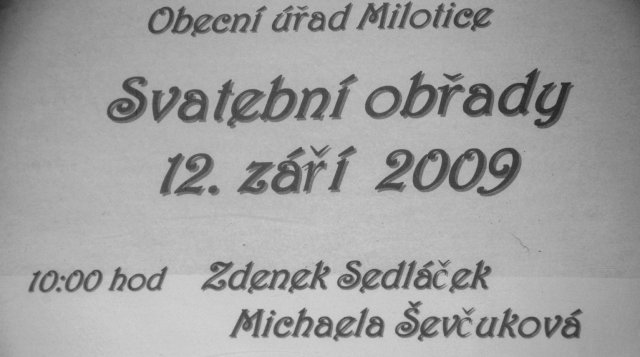 Obecní úřad Milotice
Svatební obřady
12. září 2009
10:00 hod Zdenek Sedláček
Michaela Ševčuková